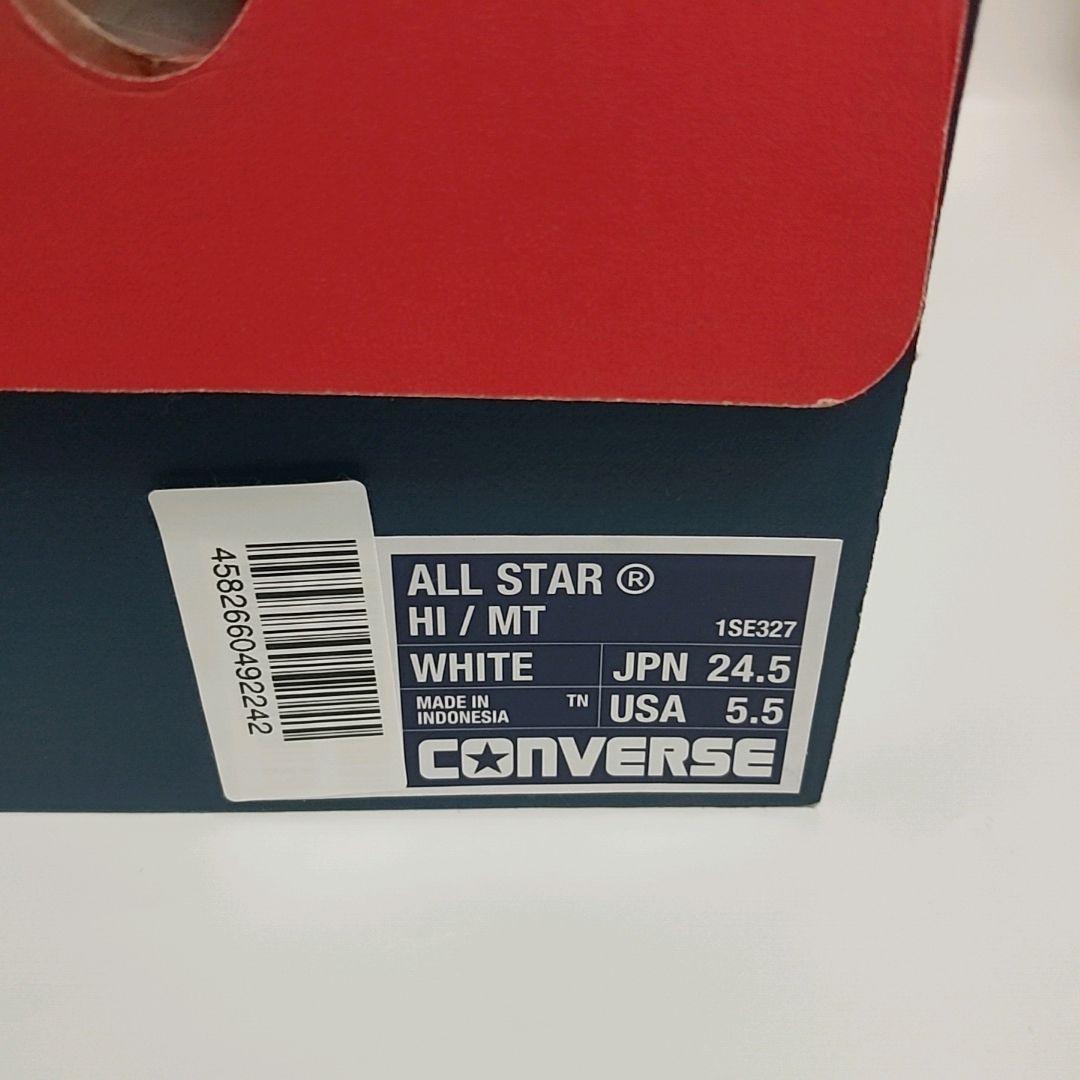 4582660492242
ALL STAR ®
HI / MT 1SE327
WHITE JPN 24.5
MADE IN INDONESIA TN USA 5.5
CONVERSE